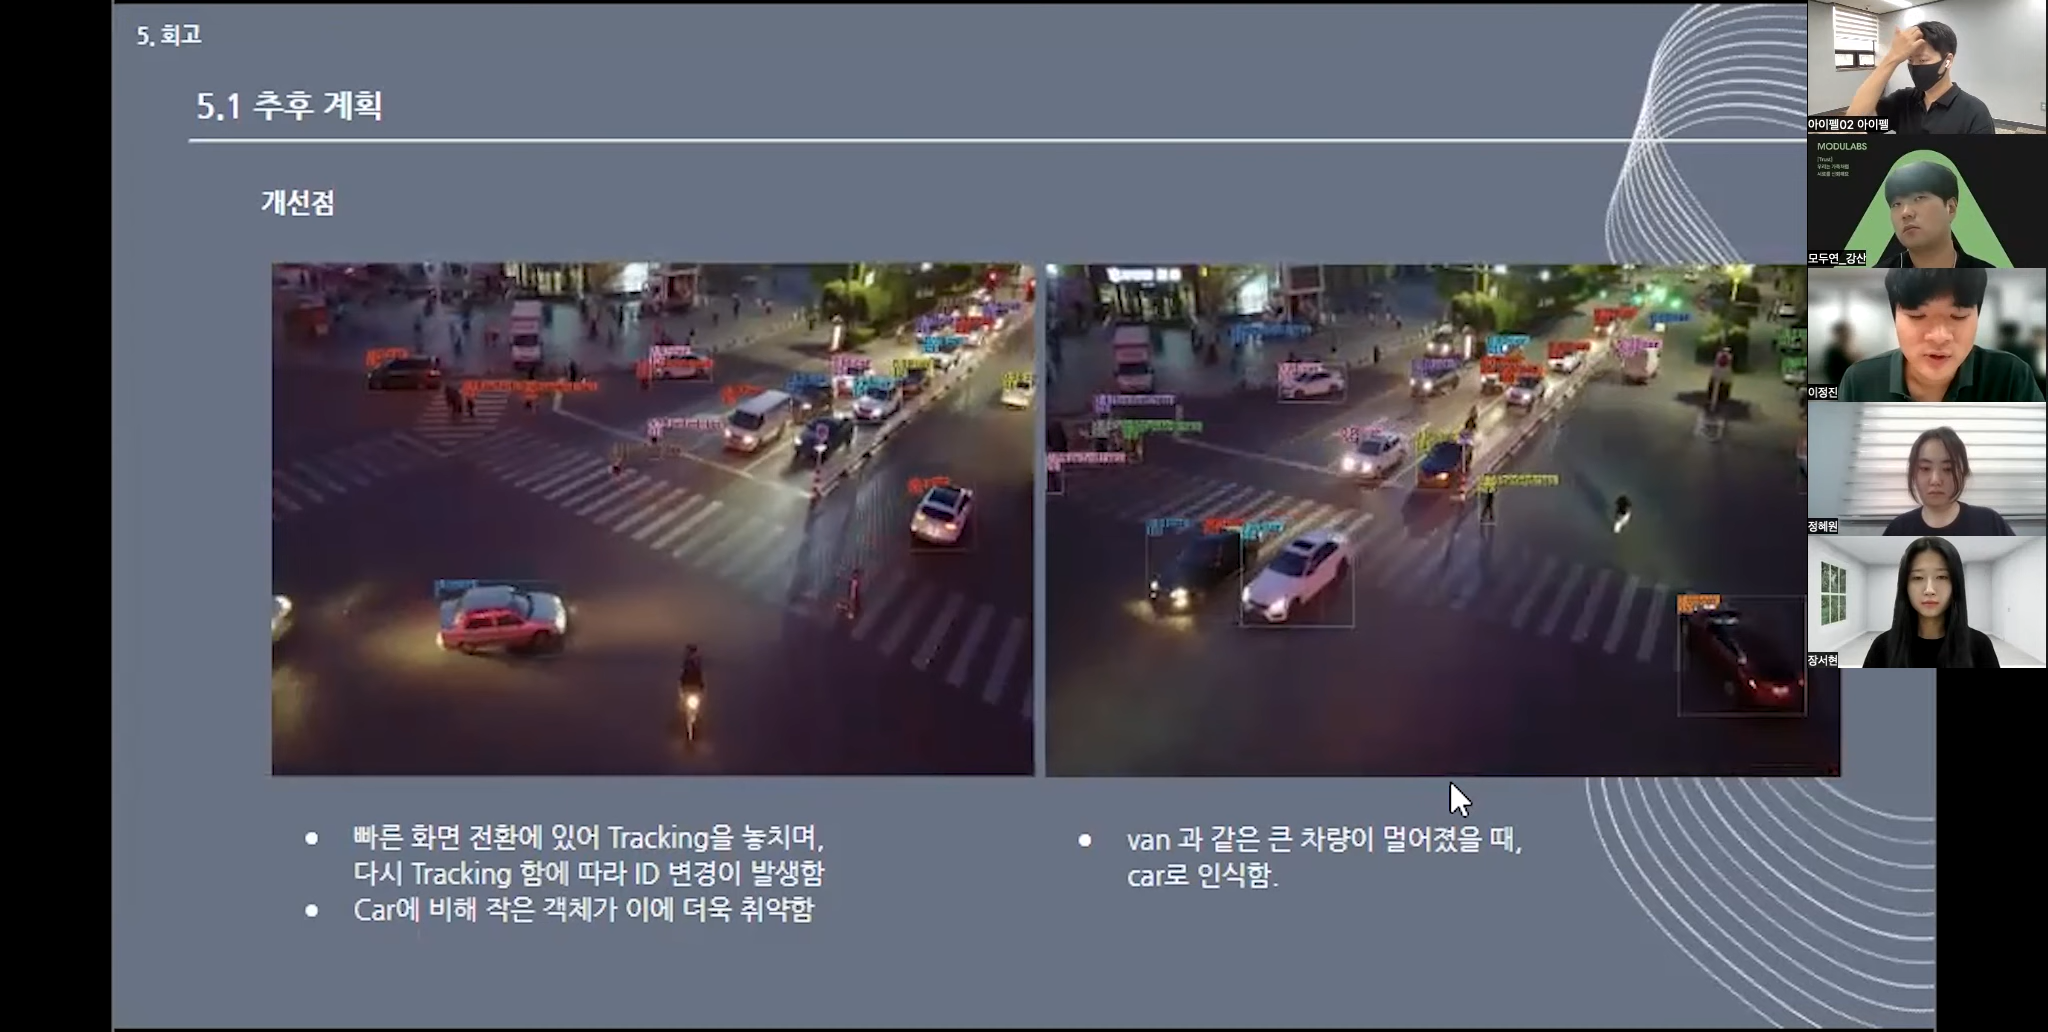 5. 회고
5.1 추후 계획
개선점
빠른 화면 전환에 있어 Tracking을 놓치며,
다시 Tracking 함에 따라 ID 변경이 발생함
Car에 비해 작은 객체가 이에 더욱 취약함
van 과 같은 큰 차량이 멀어졌을 때,
car로 인식함.
아이펠02 아이펠
MODULABS
모두연_강산
이정진
정혜원
장서현